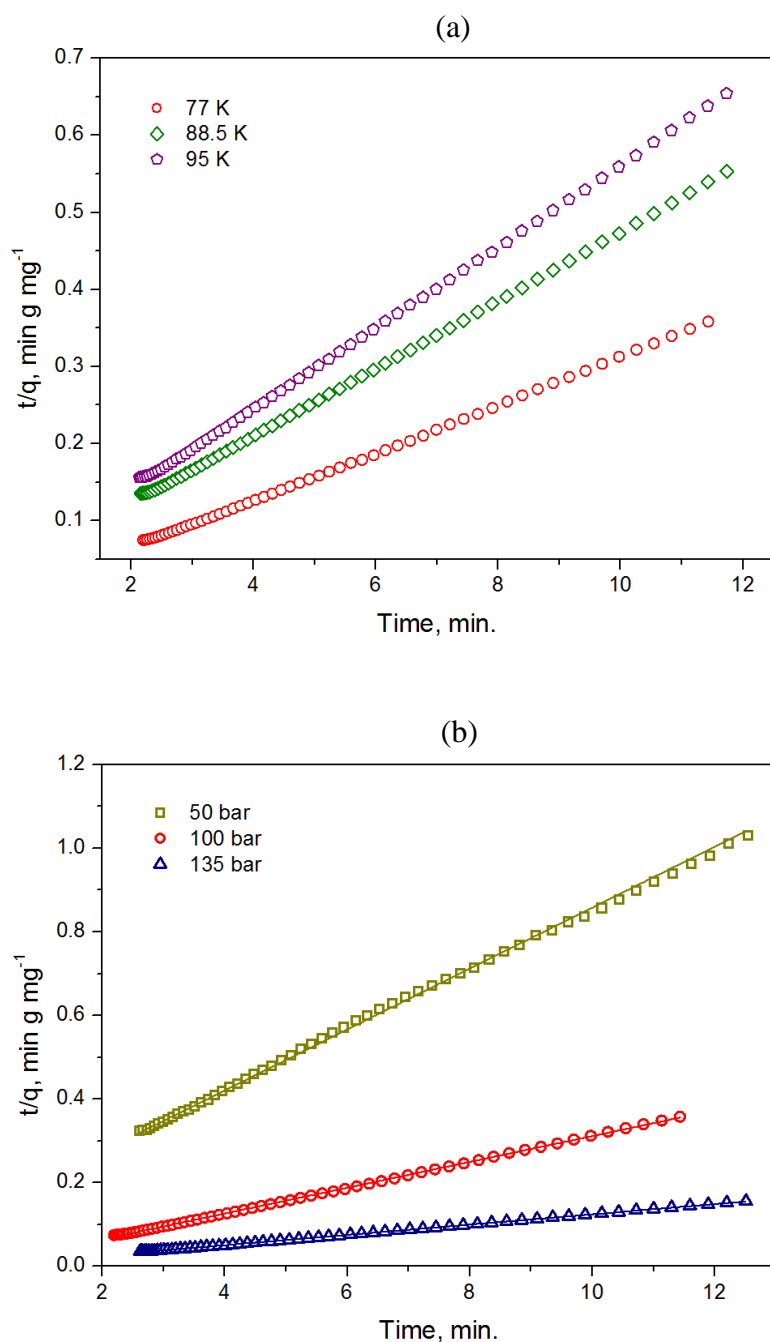 (a)
0.7
0.6
0.5
0.4
0.3
0.2
0.1
t/q, min g mg⁻¹
77 K
88.5 K
95 K
2 4 6 8 10 12
Time, min.
(b)
1.2
1.0
0.8
0.6
0.4
0.2
0.0
t/q, min g mg⁻¹
50 bar
100 bar
135 bar
2 4 6 8 10 12
Time, min.